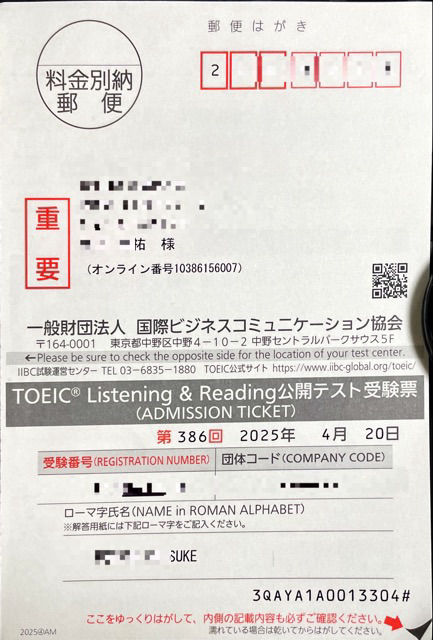 郵便はがき
料金別納
郵便
2
重要
祐 様
(オンライン番号10386156007)
一般財団法人 国際ビジネスコミュニケーション協会
〒164-0001 東京都中野区中野4-10-2 中野セントラルパークサウス5F
←Please be sure to check the opposite side for the location of your test center.
IIBC試験運営センター TEL 03-6835-1880 TOEIC公式サイト https://www.iibc-global.org/toeic/
TOEIC® Listening & Reading公開テスト受験票
(ADMISSION TICKET)
第 386回 2025年 4月 20日
受験番号(REGISTRATION NUMBER) 団体コード(COMPANY CODE)
ローマ字氏名(NAME in ROMAN ALPHABET)
※解答用紙には下記ローマ字をご記入ください。
SUKE
3QAYA1A0013304#
ここをゆっくりはがして、内側の記載内容も必ずご確認ください。
濡れている場合は乾いてからはがしてください。
2025④AM